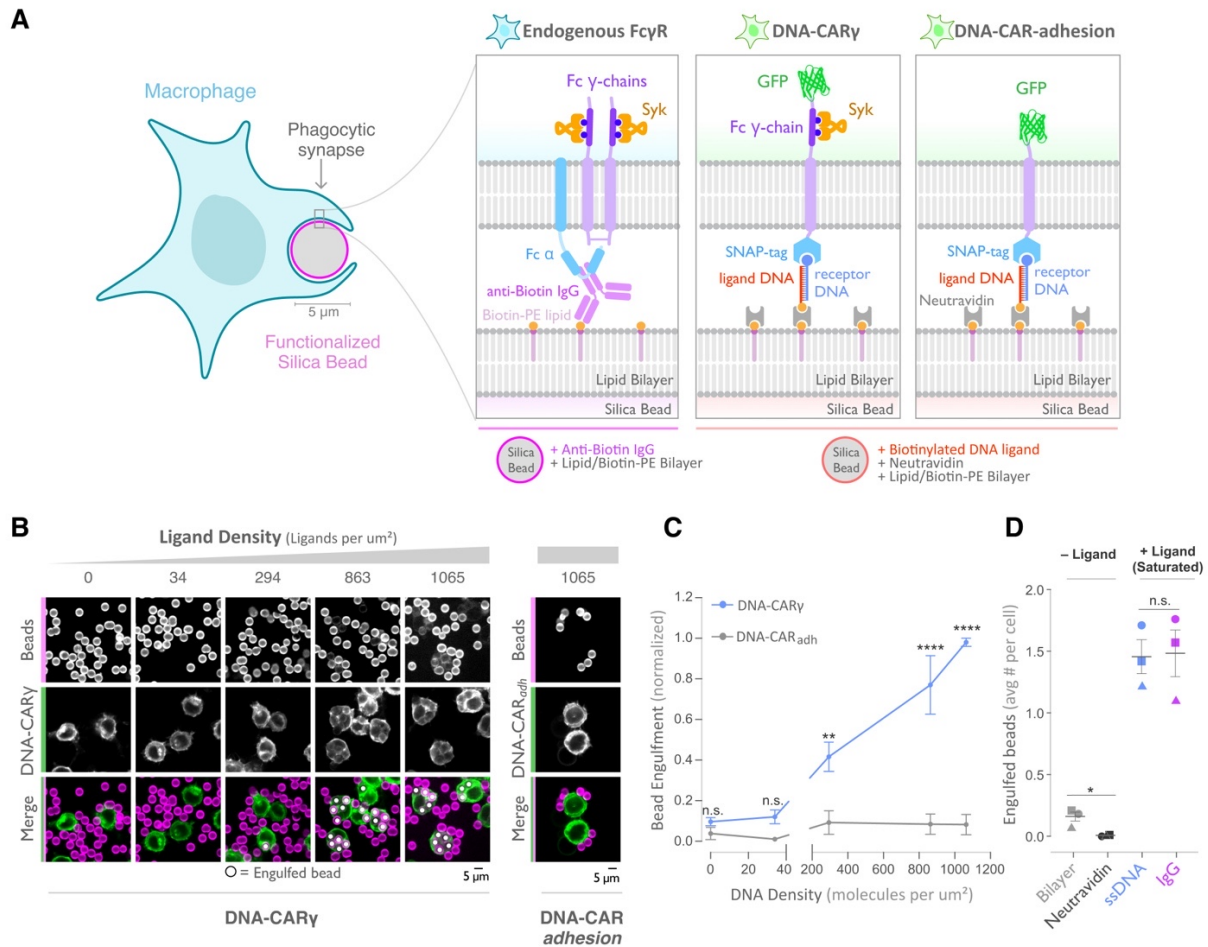 A
Endogenous FcγR
DNA-CARγ
DNA-CAR-adhesion
Macrophage
Phagocytic
synapse
5 µm
Functionalized
Silica Bead
Fc γ-chains
Syk
Fc α
anti-Biotin IgG
Biotin-PE lipid
Lipid Bilayer
Silica Bead
GFP
Syk
Fc γ-chain
SNAP-tag
ligand DNA
receptor
DNA
Lipid Bilayer
Silica Bead
GFP
SNAP-tag
ligand DNA
receptor
DNA
Neutravidin
Lipid Bilayer
Silica Bead
Silica
Bead
+ Anti-Biotin IgG
+ Lipid/Biotin-PE Bilayer
Silica
Bead
+ Biotinylated DNA ligand
+ Neutravidin
+ Lipid/Biotin-PE Bilayer
B
Ligand Density (Ligands per um²)
0 34 294 863 1065 1065
Beads
DNA-CARγ
Merge
Beads
DNA-CARadh
Merge
O = Engulfed bead
5 µm
5 µm
DNA-CARγ
DNA-CAR
adhesion
C
Bead Engulfment (normalized)
1.2
1.0
0.8
0.6
0.4
0.2
0.0
DNA-CARγ
DNA-CARadh
n.s.
n.s.
**
****
****
0 20 40 200 400 600 800 1000 1200
DNA Density (molecules per um²)
D
– Ligand
+ Ligand
(Saturated)
Engulfed beads (avg # per cell)
2.0
1.5
1.0
0.5
0.0
*
n.s.
Bilayer
Neutravidin
ssDNA
IgG